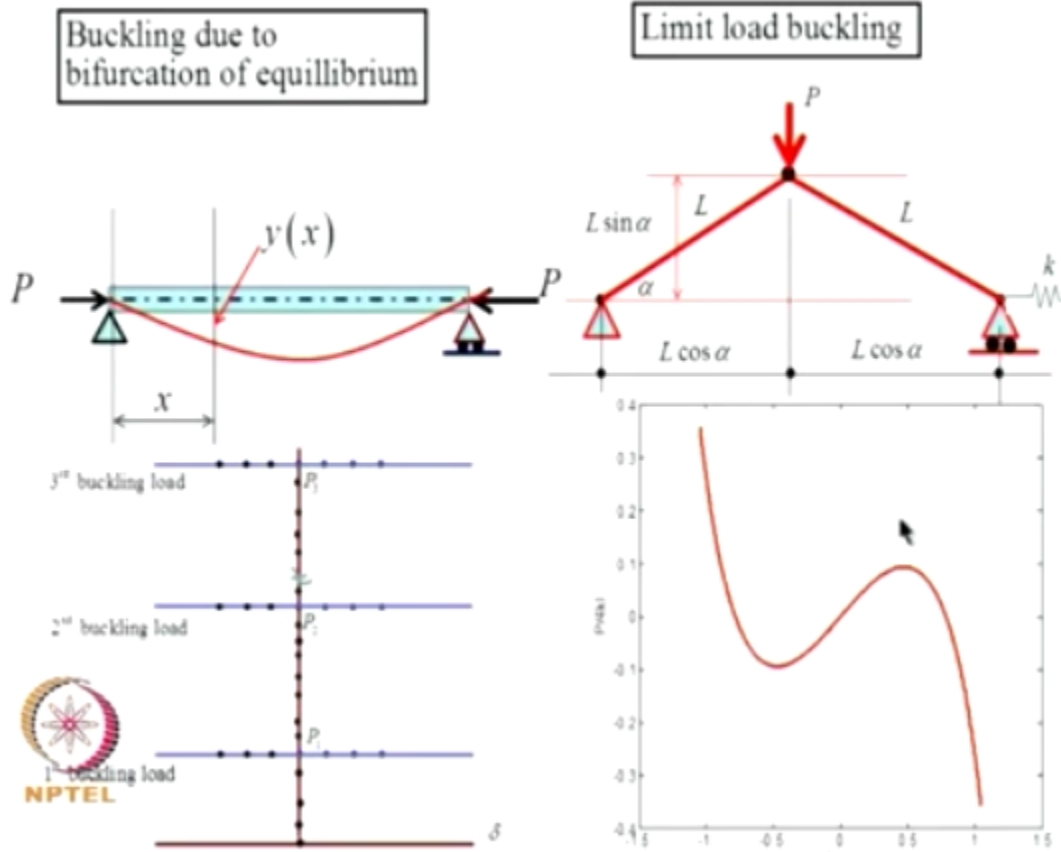 Buckling due to
bifurcation of equillibrium
Limit load buckling
P
L sin α
L
L
α
k
L cos α
L cos α
y(x)
P
P
x
3rd buckling load
P3
2nd buckling load
P2
P1
1st buckling load
NPTEL
δ
0.4
0.3
0.2
0.1
0
-0.1
-0.2
-0.3
-0.4
-1.5
-1
-0.5
0
0.5
1
1.5